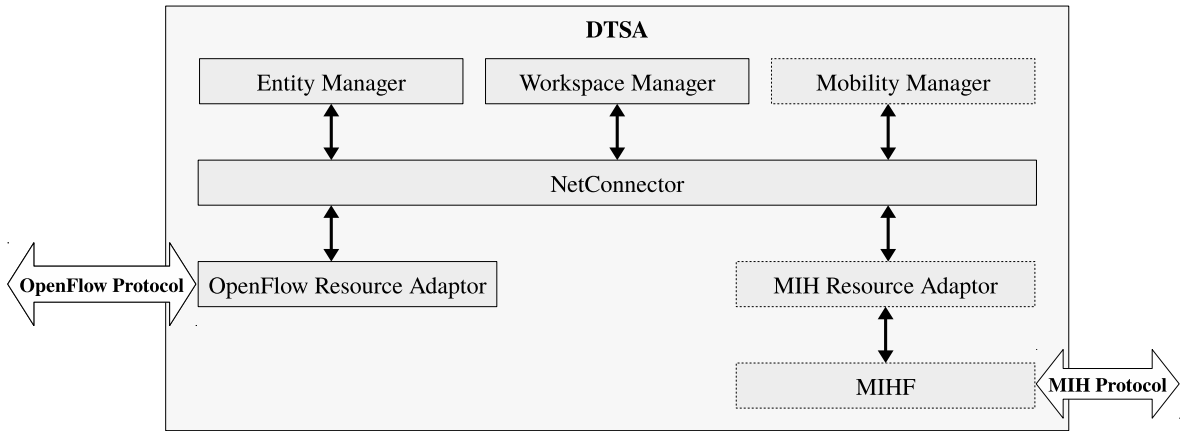 DTSA
Entity Manager
Workspace Manager
Mobility Manager
NetConnector
OpenFlow Protocol
OpenFlow Resource Adaptor
MIH Resource Adaptor
MIHF
MIH Protocol